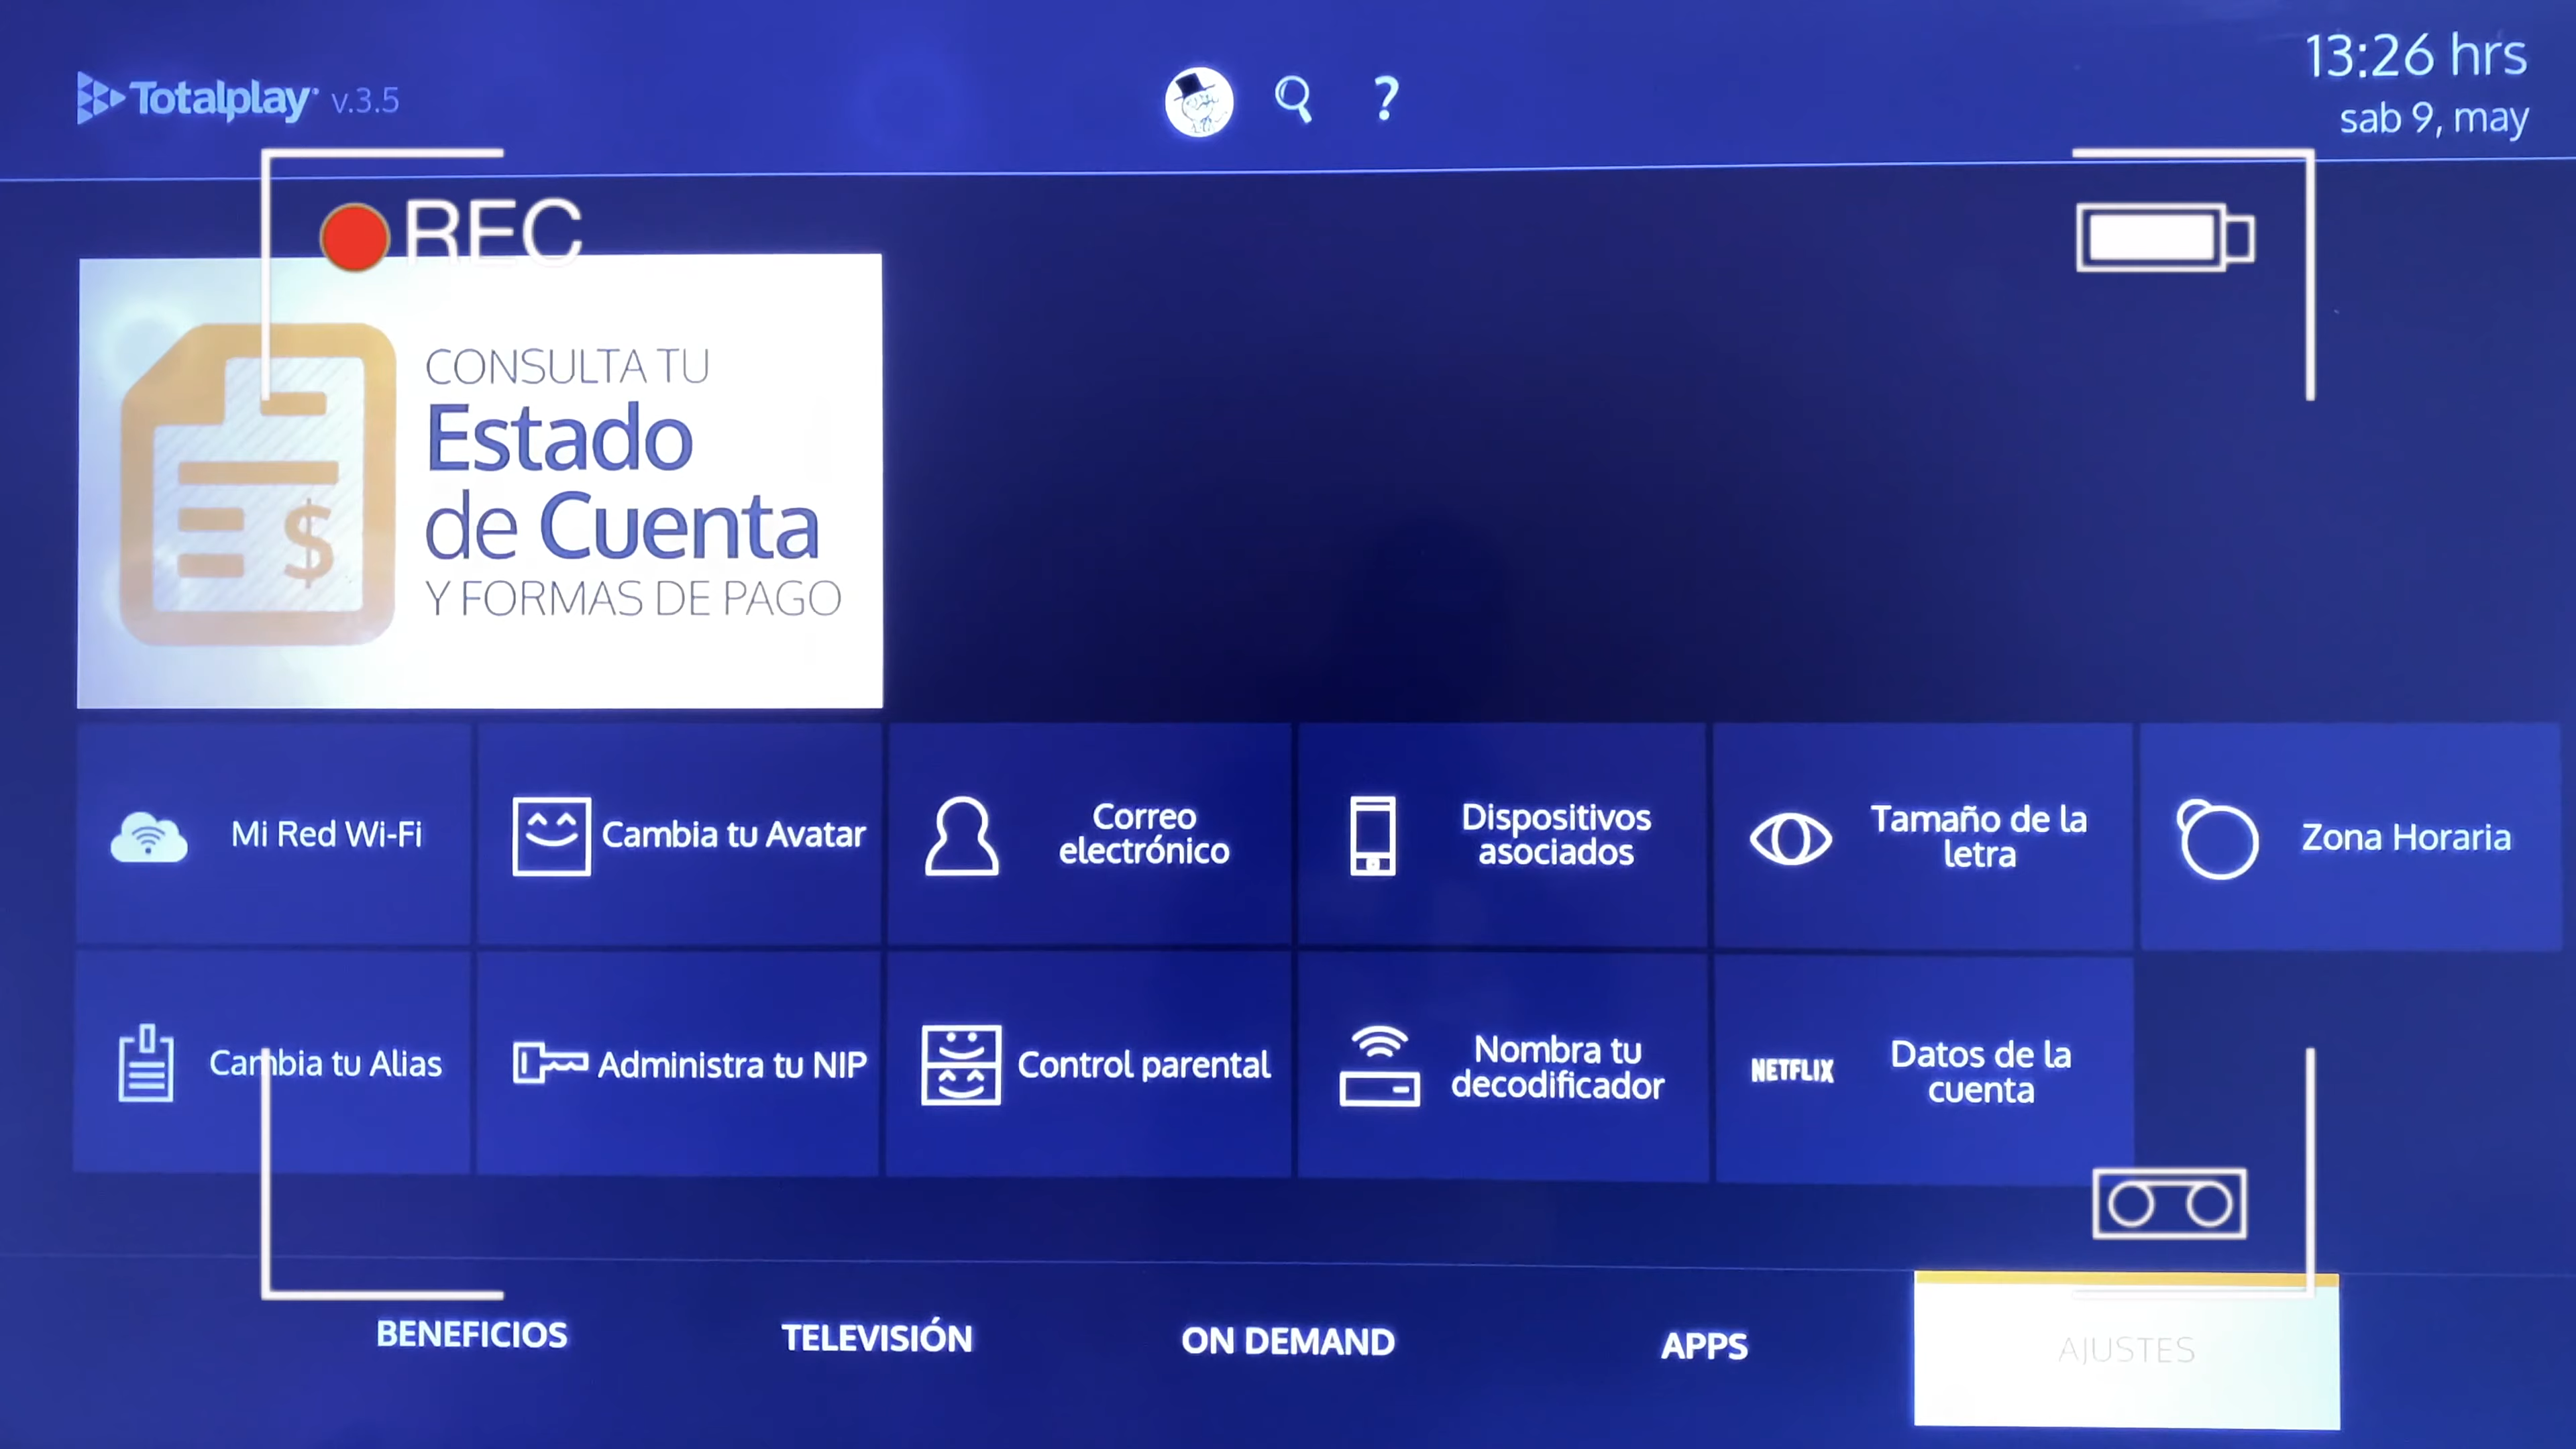 Totalplay v.3.5
?
13:26 hrs
sab 9, may
REC
CONSULTA TU
Estado
de Cuenta
Y FORMAS DE PAGO
$
Mi Red Wi-Fi
Cambia tu Avatar
Correo
electrónico
Dispositivos
asociados
Tamaño de la
letra
Zona Horaria
Cambia tu Alias
Administra tu NIP
Control parental
Nombra tu
decodificador
NETFLIX
Datos de la
cuenta
BENEFICIOS
TELEVISIÓN
ON DEMAND
APPS
AJUSTES